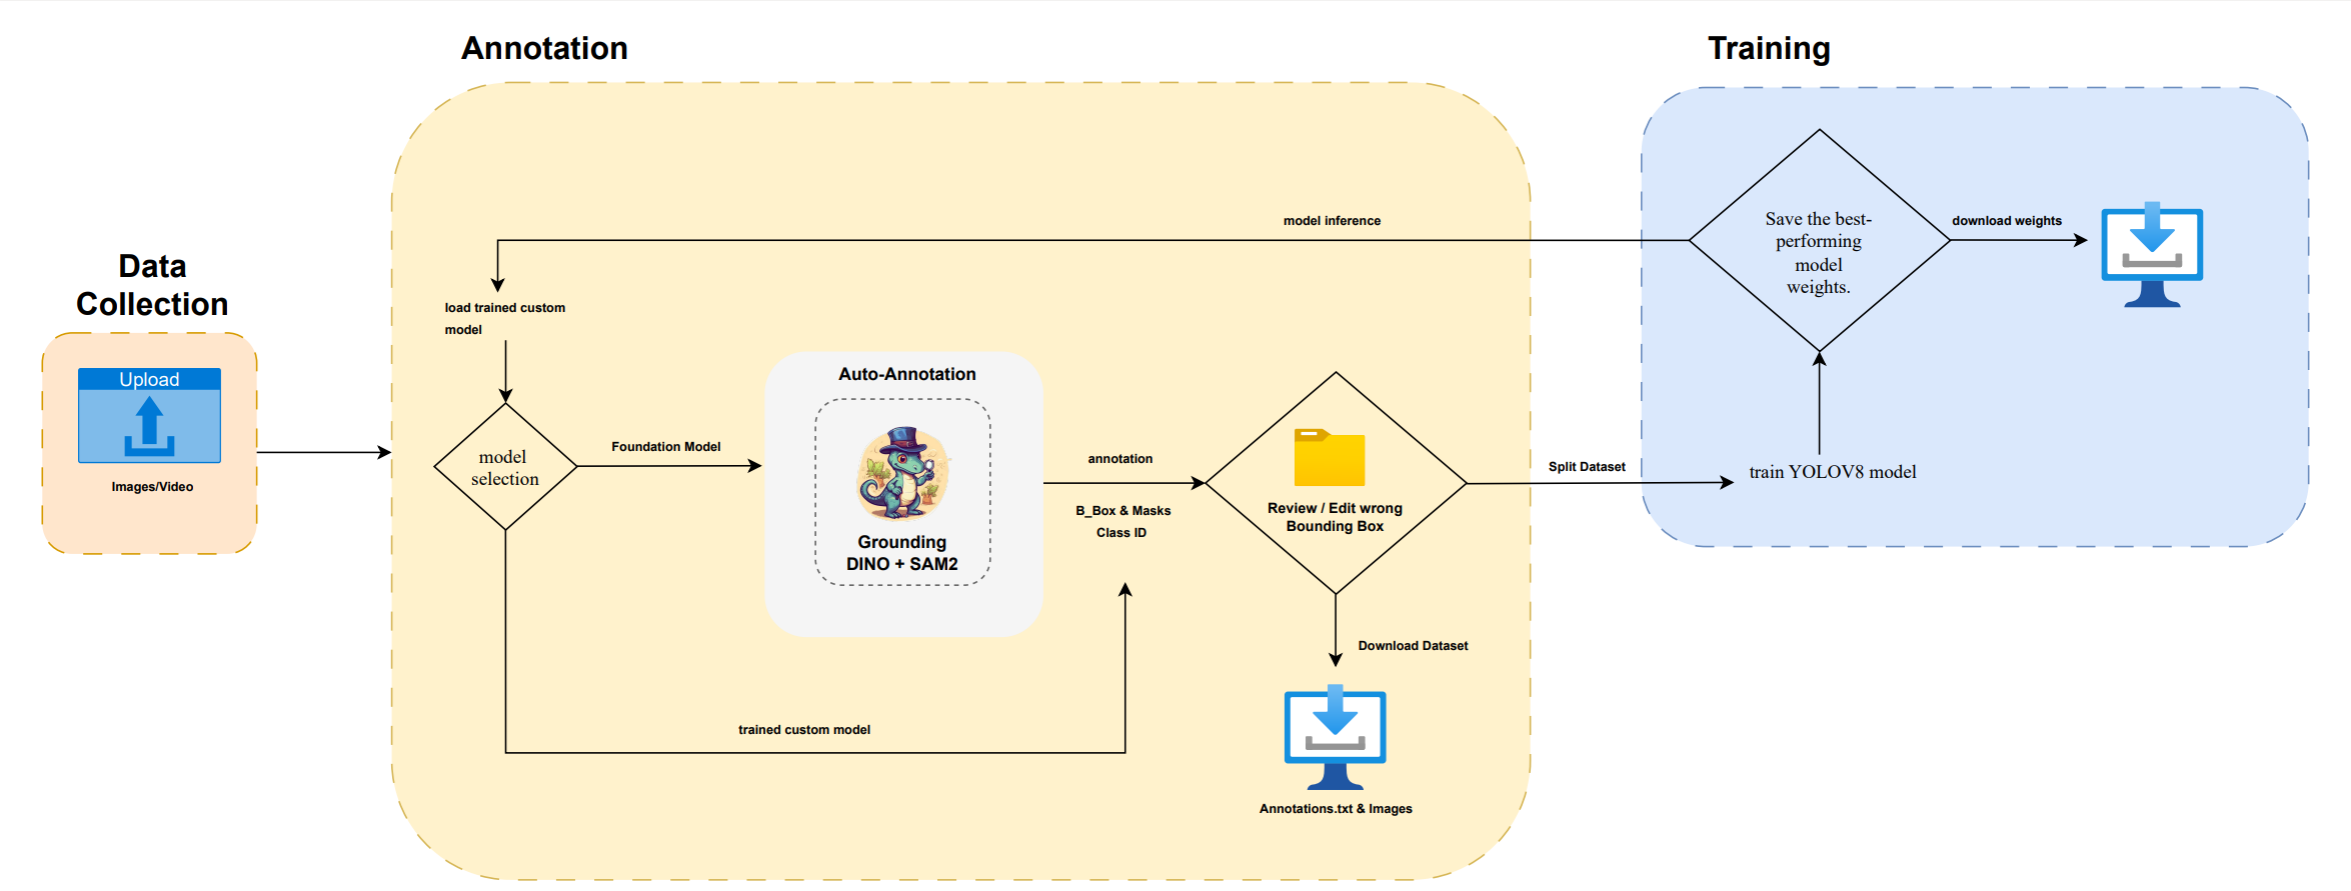 Annotation
Training
Data
Collection
Upload
Images/Video
model inference
load trained custom
model
model
selection
Foundation Model
Auto-Annotation
Grounding
DINO + SAM2
annotation
B_Box & Masks
Class ID
Review / Edit wrong
Bounding Box
Download Dataset
Annotations.txt & Images
trained custom model
Split Dataset
train YOLOV8 model
Save the best-
performing
model
weights.
download weights